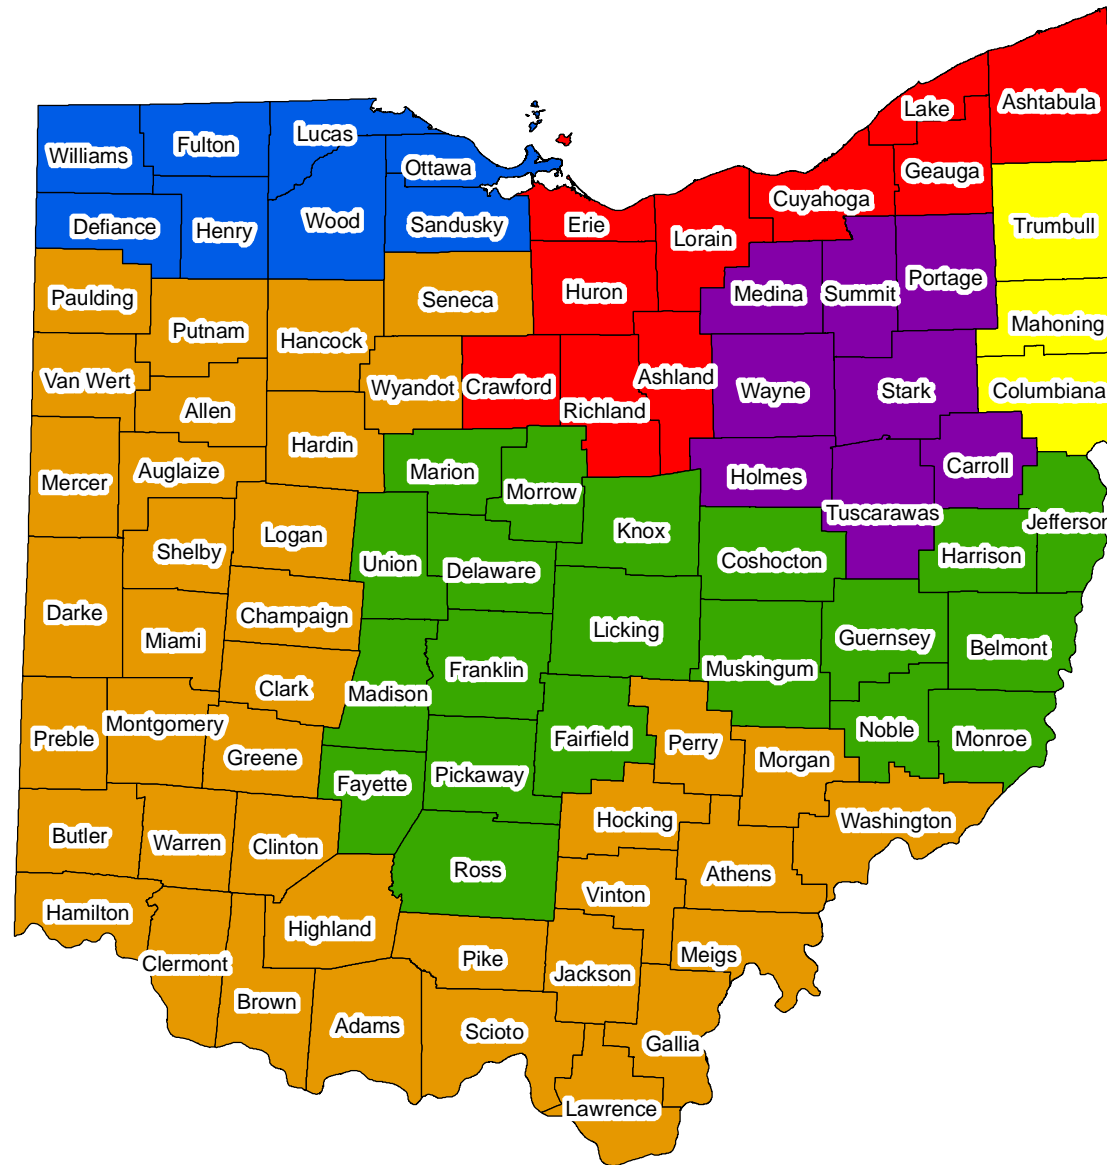 Ashtabula
Lake
Lucas
Fulton
Williams
Ottawa
Geauga
Cuyahoga
Wood
Sandusky
Erie
Defiance
Henry
Lorain
Trumbull
Portage
Paulding
Seneca
Huron
Medina
Summit
Putnam
Hancock
Mahoning
Van Wert
Wyandot
Crawford
Ashland
Wayne
Stark
Columbiana
Allen
Richland
Hardin
Mercer
Auglaize
Marion
Morrow
Holmes
Carroll
Tuscarawas
Jefferson
Logan
Knox
Shelby
Union
Delaware
Coshocton
Harrison
Darke
Champaign
Licking
Guernsey
Miami
Belmont
Franklin
Muskingum
Clark
Madison
Montgomery
Preble
Greene
Fairfield
Perry
Noble
Monroe
Morgan
Pickaway
Fayette
Hocking
Washington
Butler
Warren
Clinton
Ross
Athens
Vinton
Hamilton
Highland
Meigs
Pike
Clermont
Jackson
Brown
Adams
Scioto
Gallia
Lawrence